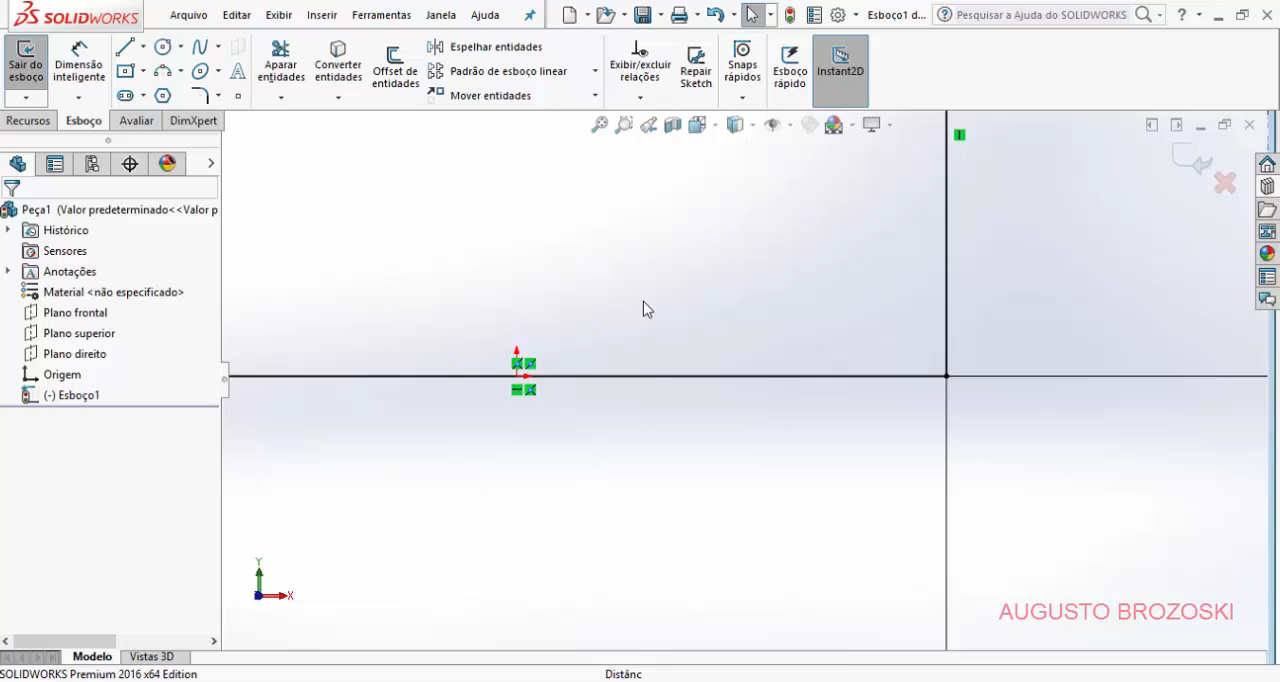 SOLIDWORKS
Arquivo Editar Exibir Inserir Ferramentas Janela Ajuda
Esboço1 d...
Pesquisar a Ajuda do SOLIDWORKS
?
Sair do esboço
Dimensão inteligente
Aparar entidades
Converter entidades
Offset de entidades
Espelhar entidades
Padrão de esboço linear
Mover entidades
Exibir/excluir relações
Repair Sketch
Snaps rápidos
Esboço rápido
Instant2D
Recursos Esboço Avaliar DimXpert
Peça1 (Valor predeterminado<<Valor p
Histórico
Sensores
Anotações
Material <não especificado>
Plano frontal
Plano superior
Plano direito
Origem
(-) Esboço1
Y
X
AUGUSTO BROZOSKI
Modelo Vistas 3D
SOLIDWORKS Premium 2016 x64 Edition
Distânc